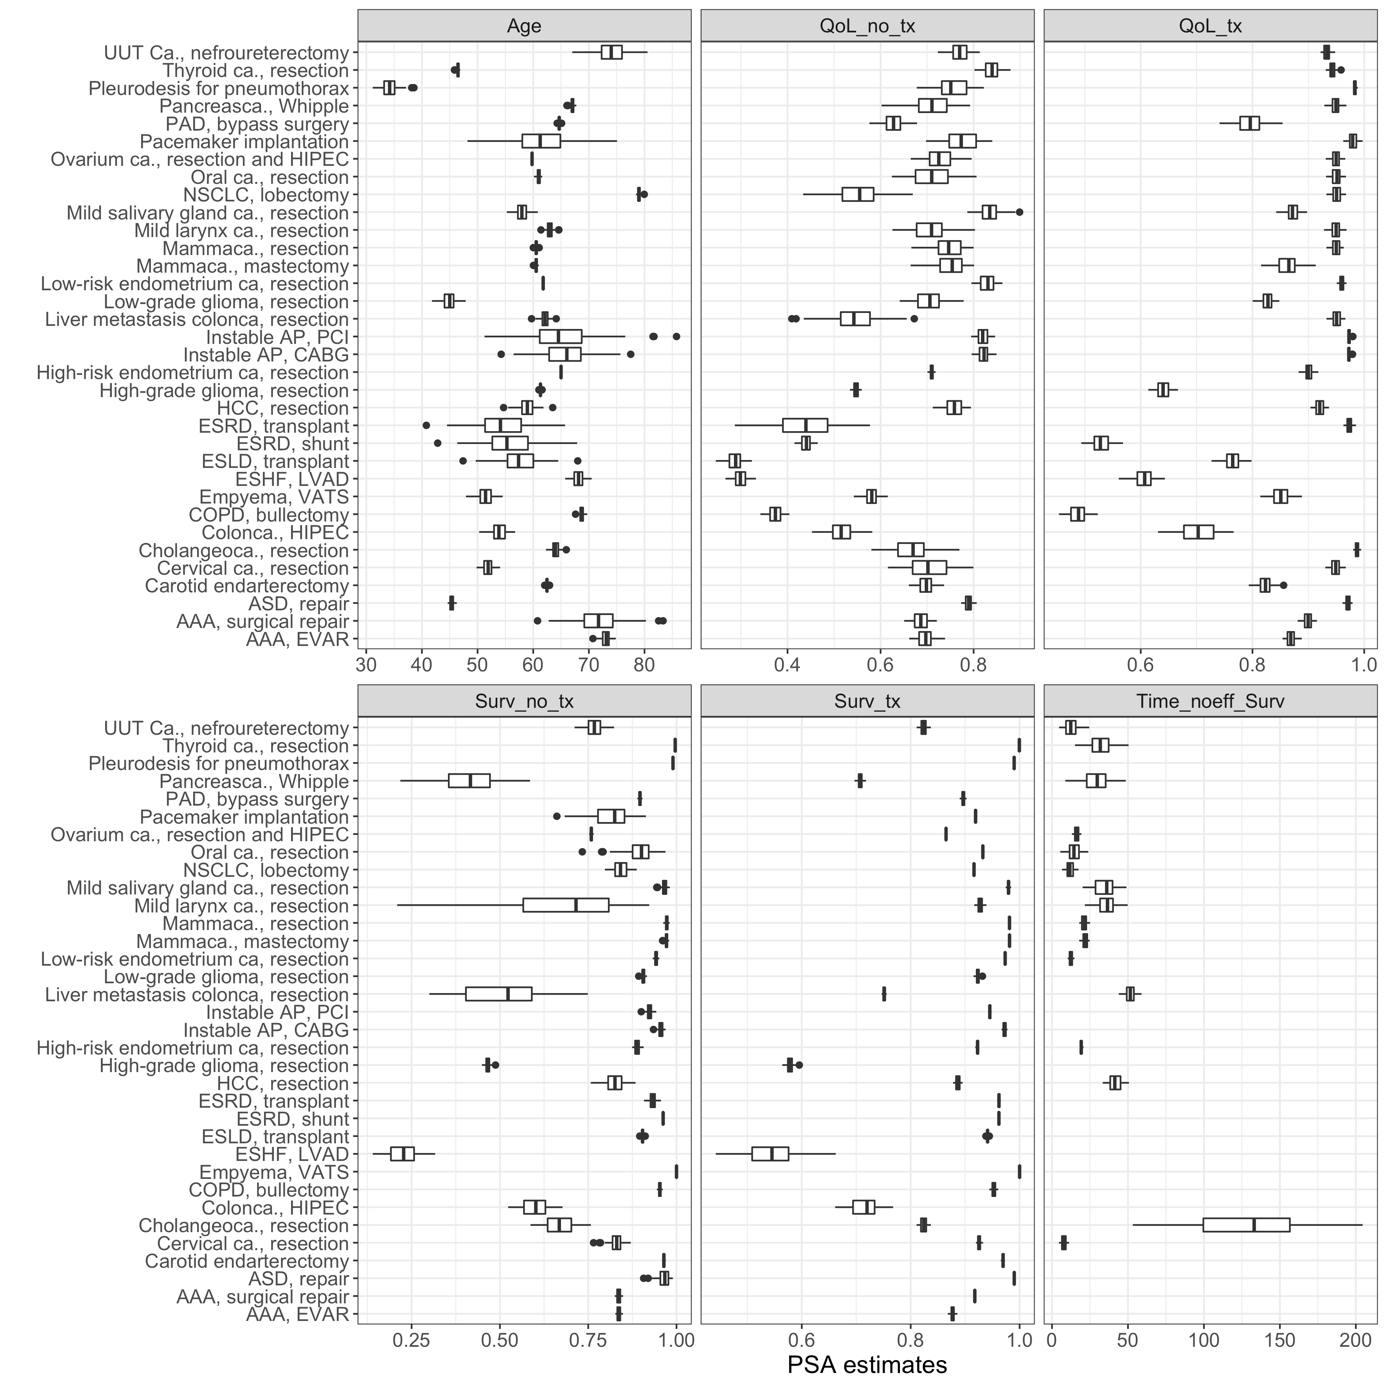 Age QoL_no_tx QoL_tx
UUT Ca., nefroureterectomy
Thyroid ca., resection
Pleurodesis for pneumothorax
Pancreasca., Whipple
PAD, bypass surgery
Pacemaker implantation
Ovarium ca., resection and HIPEC
Oral ca., resection
NSCLC, lobectomy
Mild salivary gland ca., resection
Mild larynx ca., resection
Mammaca., resection
Mammaca., mastectomy
Low-risk endometrium ca, resection
Low-grade glioma, resection
Liver metastasis colonca, resection
Instable AP, PCI
Instable AP, CABG
High-risk endometrium ca, resection
High-grade glioma, resection
HCC, resection
ESRD, transplant
ESRD, shunt
ESLD, transplant
ESHF, LVAD
Empyema, VATS
COPD, bullectomy
Colonca., HIPEC
Cholangeoca., resection
Cervical ca., resection
Carotid endarterectomy
ASD, repair
AAA, surgical repair
AAA, EVAR
30 40 50 60 70 80 0.4 0.6 0.8 0.6 0.8 1.0
Surv_no_tx Surv_tx Time_noeff_Surv
UUT Ca., nefroureterectomy
Thyroid ca., resection
Pleurodesis for pneumothorax
Pancreasca., Whipple
PAD, bypass surgery
Pacemaker implantation
Ovarium ca., resection and HIPEC
Oral ca., resection
NSCLC, lobectomy
Mild salivary gland ca., resection
Mild larynx ca., resection
Mammaca., resection
Mammaca., mastectomy
Low-risk endometrium ca, resection
Low-grade glioma, resection
Liver metastasis colonca, resection
Instable AP, PCI
Instable AP, CABG
High-risk endometrium ca, resection
High-grade glioma, resection
HCC, resection
ESRD, transplant
ESRD, shunt
ESLD, transplant
ESHF, LVAD
Empyema, VATS
COPD, bullectomy
Colonca., HIPEC
Cholangeoca., resection
Cervical ca., resection
Carotid endarterectomy
ASD, repair
AAA, surgical repair
AAA, EVAR
0.25 0.50 0.75 1.00 0.6 0.8 1.0 0 50 100 150 200
PSA estimates